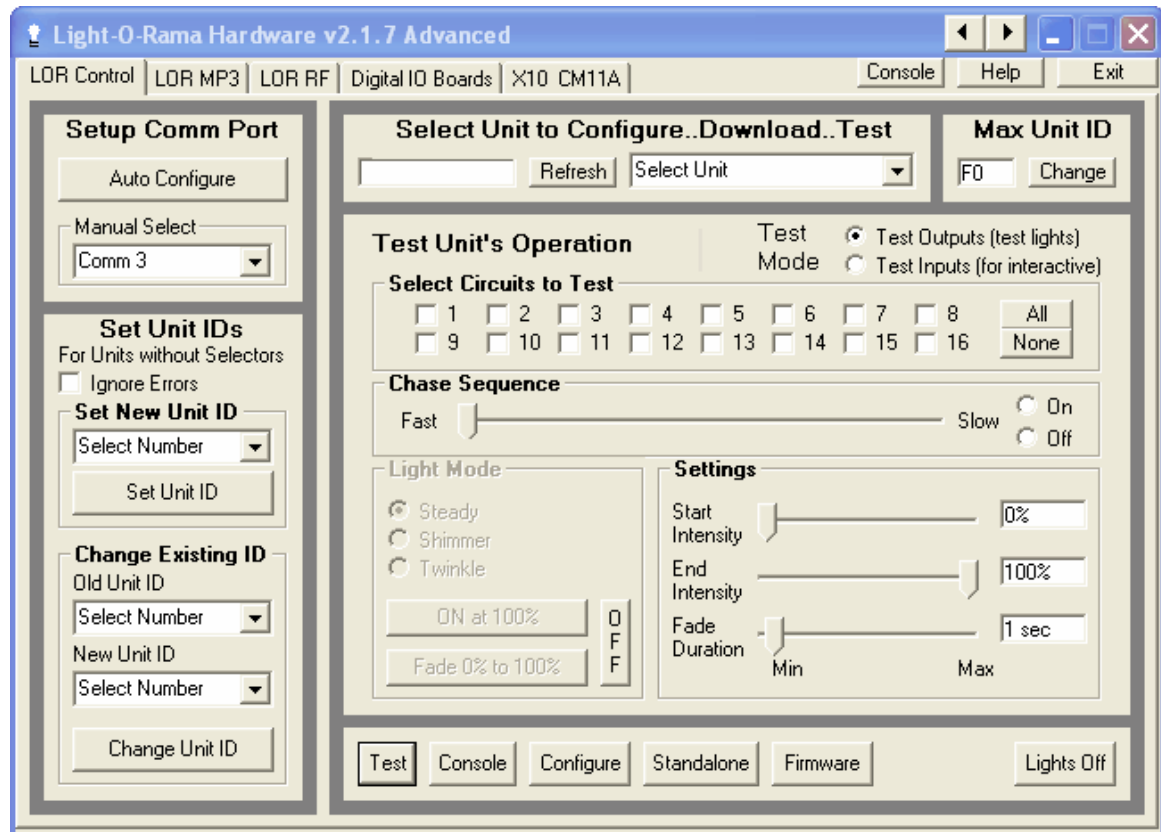 Light-O-Rama Hardware v2.1.7 Advanced
LOR Control LOR MP3 LOR RF Digital IO Boards X10 CM11A Console Help Exit
Setup Comm Port
Auto Configure
Manual Select
Comm 3
Set Unit IDs
For Units without Selectors
Ignore Errors
Set New Unit ID
Select Number
Set Unit ID
Change Existing ID
Old Unit ID
Select Number
New Unit ID
Select Number
Change Unit ID
Select Unit to Configure..Download..Test
Refresh Select Unit
Max Unit ID
F0 Change
Test Unit's Operation
Test Mode
Test Outputs (test lights)
Test Inputs (for interactive)
Select Circuits to Test
1 2 3 4 5 6 7 8 All
9 10 11 12 13 14 15 16 None
Chase Sequence
Fast Slow
On
Off
Light Mode
Steady
Shimmer
Twinkle
ON at 100%
Fade 0% to 100%
OFF
Settings
Start Intensity 0%
End Intensity 100%
Fade Duration 1 sec
Min Max
Test Console Configure Standalone Firmware Lights Off